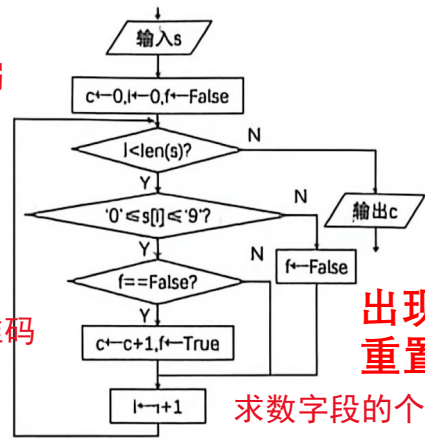 输入s
c←0,i←0,f←False
i<len(s)?
N
Y
'0'≤s[i]≤'9'?
N
输出c
Y
f==False?
N
f←False
Y
出现
码
c←c+1,f←True
重置
i←i+1
求数字段的个